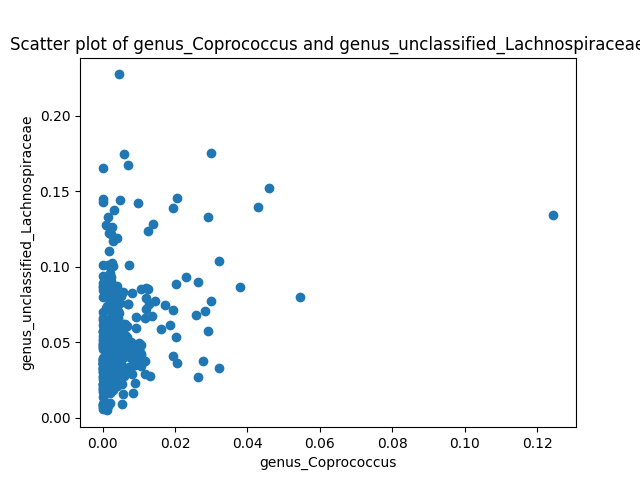 Scatter plot of genus_Coprococcus and genus_unclassified_Lachnospiraceae
0.20
0.15
0.10
0.05
0.00
genus_unclassified_Lachnospiraceae
0.00 0.02 0.04 0.06 0.08 0.10 0.12
genus_Coprococcus